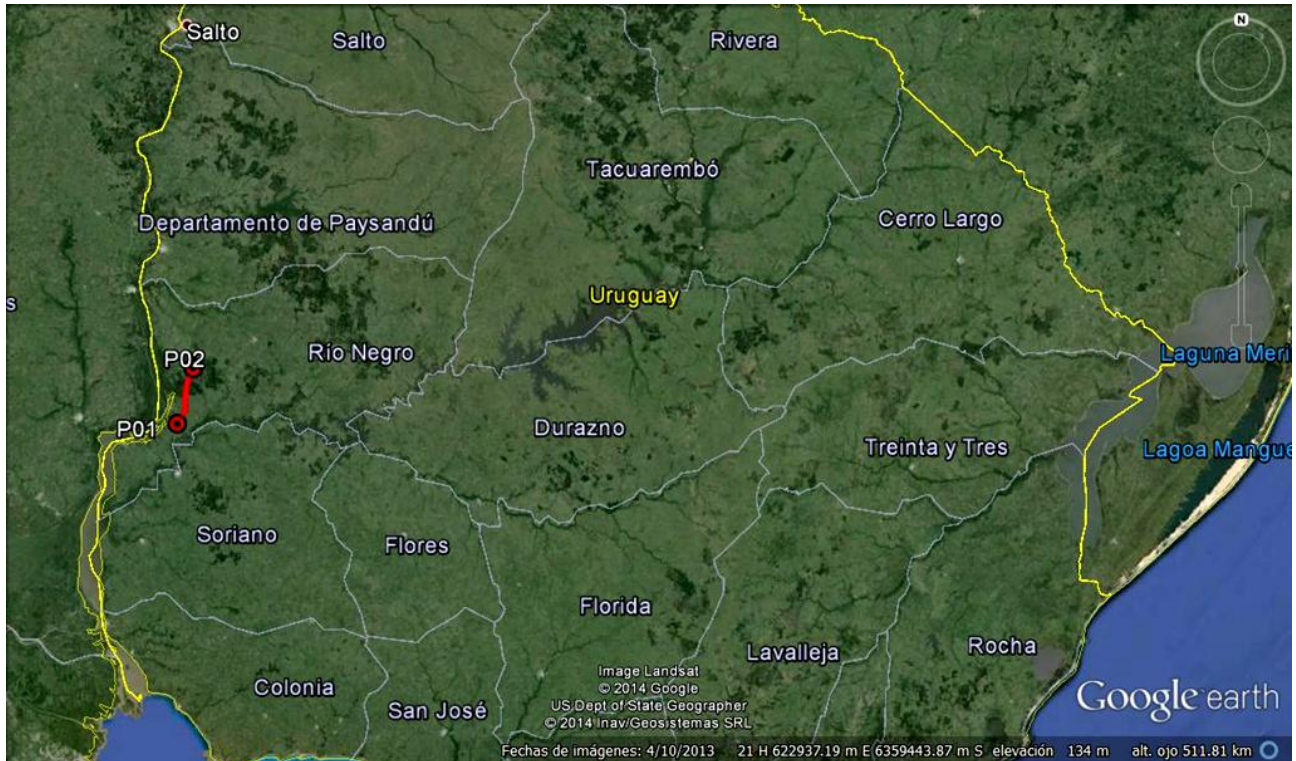 N
Salto
Salto
Rivera
Tacuarembó
Departamento de Paysandú
Cerro Largo
Uruguay
s
Río Negro
P02
Laguna Meri
P01
Durazno
Treinta y Tres
Lagoa Mangue
Soriano
Flores
Florida
Lavalleja
Rocha
Colonia
San José
Image Landsat
© 2014 Google
US Dept of State Geographer
© 2014 Inav/Geosistemas SRL
Google earth
Fechas de imágenes: 4/10/2013 21 H 622937.19 m E 6359443.87 m S elevación 134 m alt. ojo 511.81 km